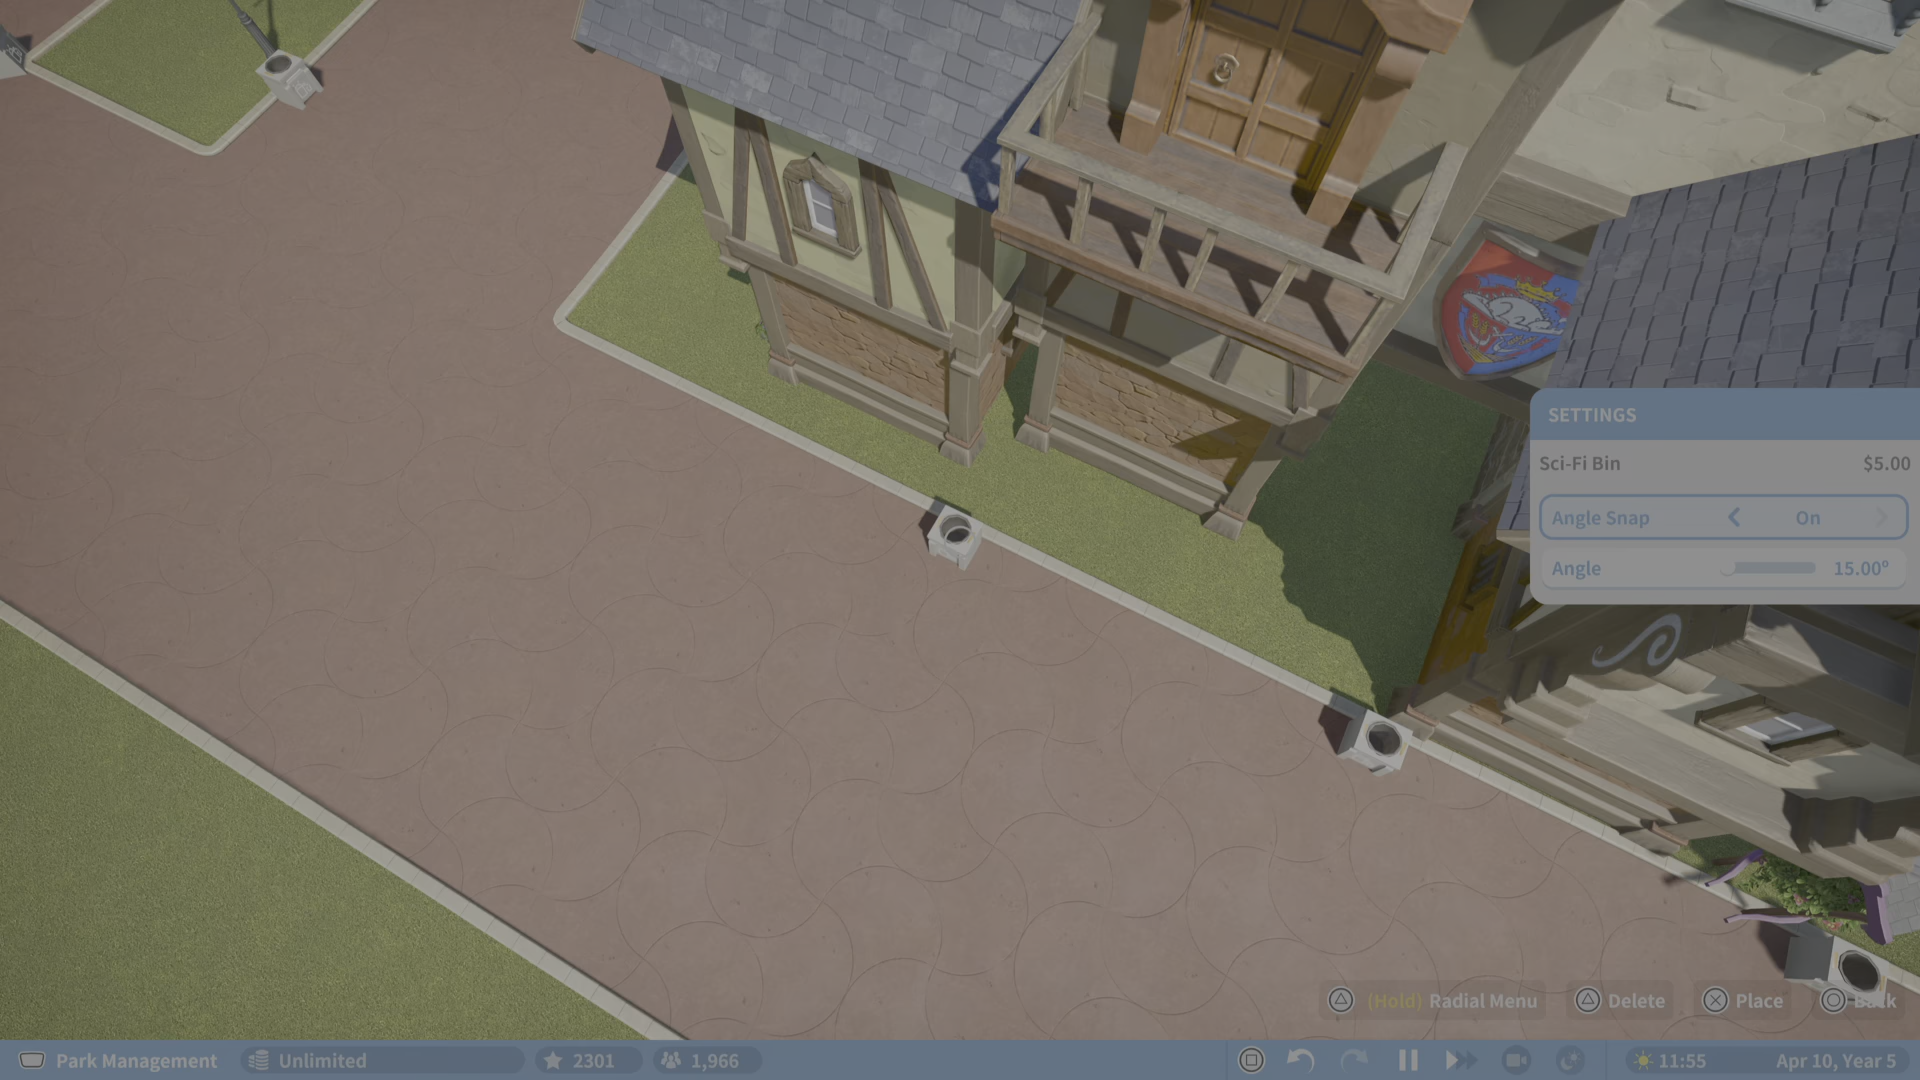 SETTINGS
Sci-Fi Bin $5.00
Angle Snap On
Angle 15.00°
(Hold) Radial Menu Delete Place Back
Park Management Unlimited 2301 1,966 11:55 Apr 10, Year 5